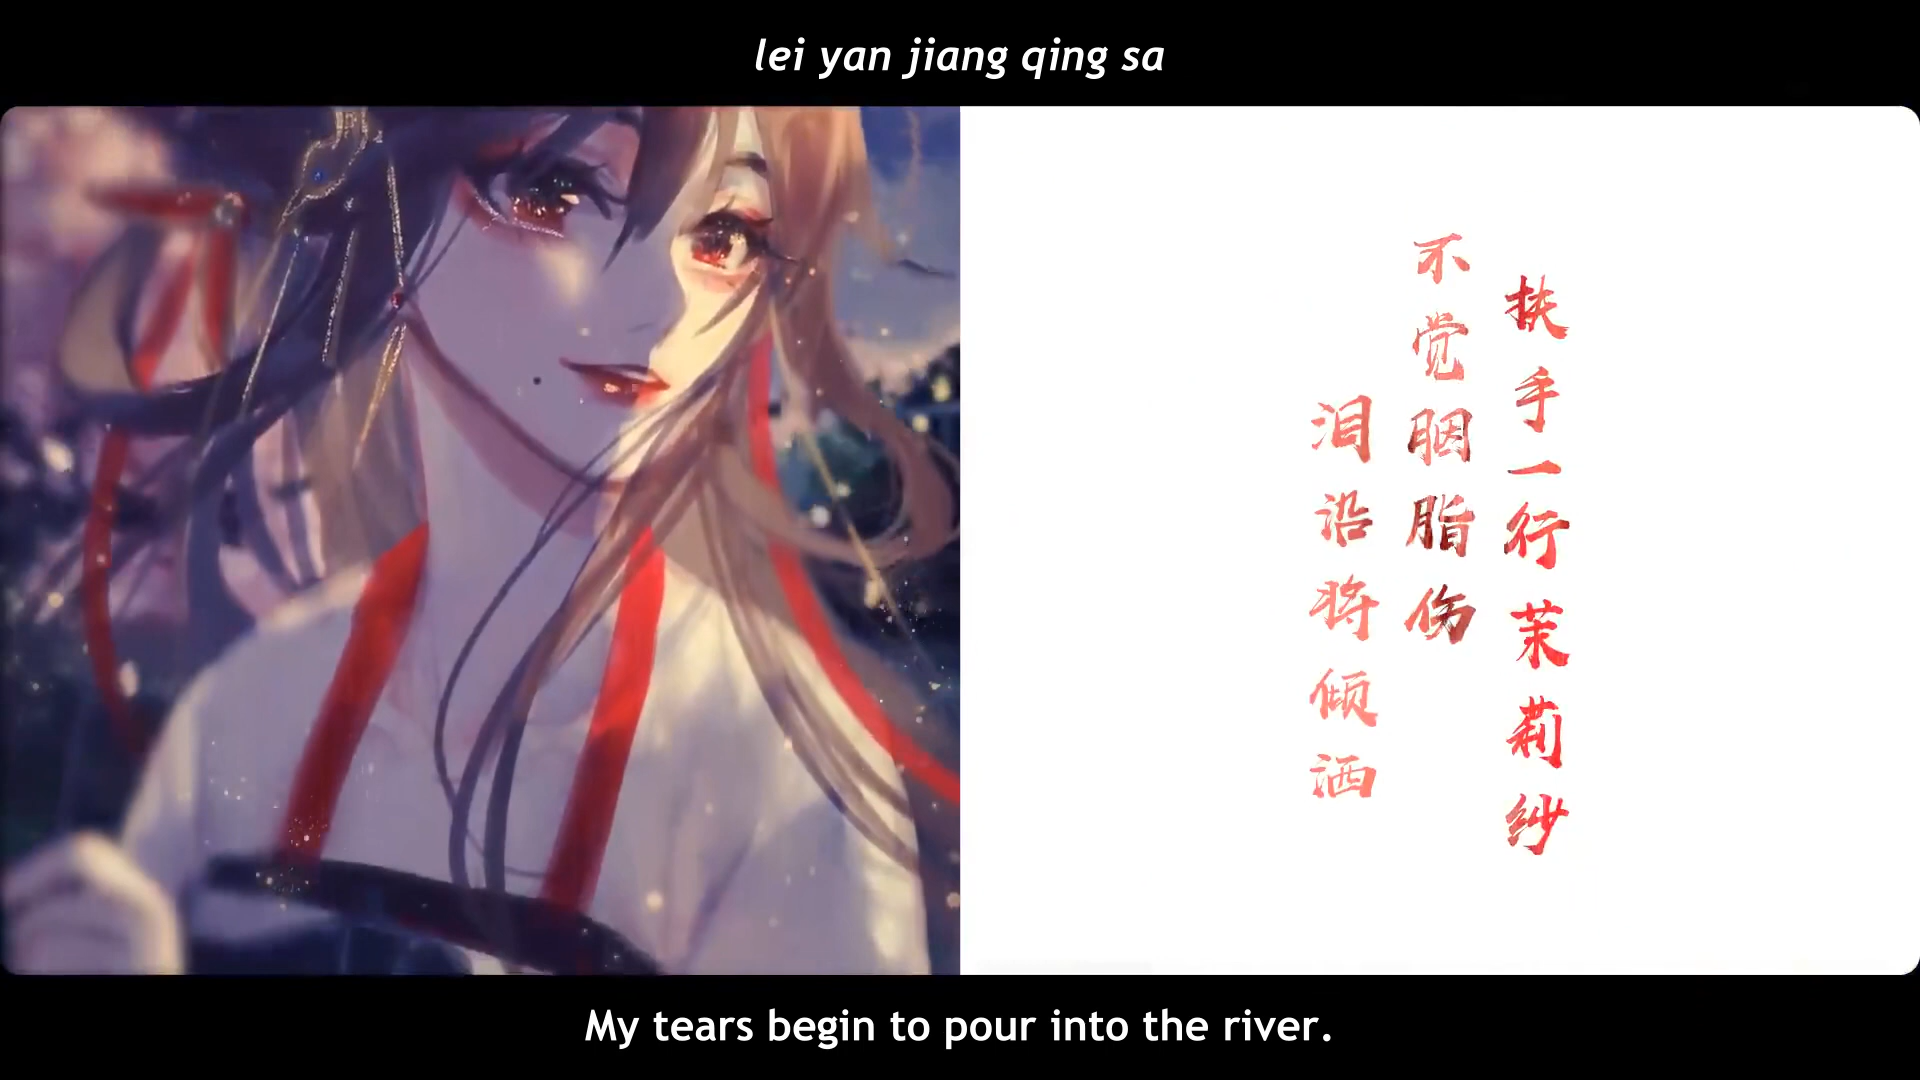 lei yan jiang qing sa
扶手一行茉莉纱
不觉胭脂伤
泪沿将倾洒
My tears begin to pour into the river.